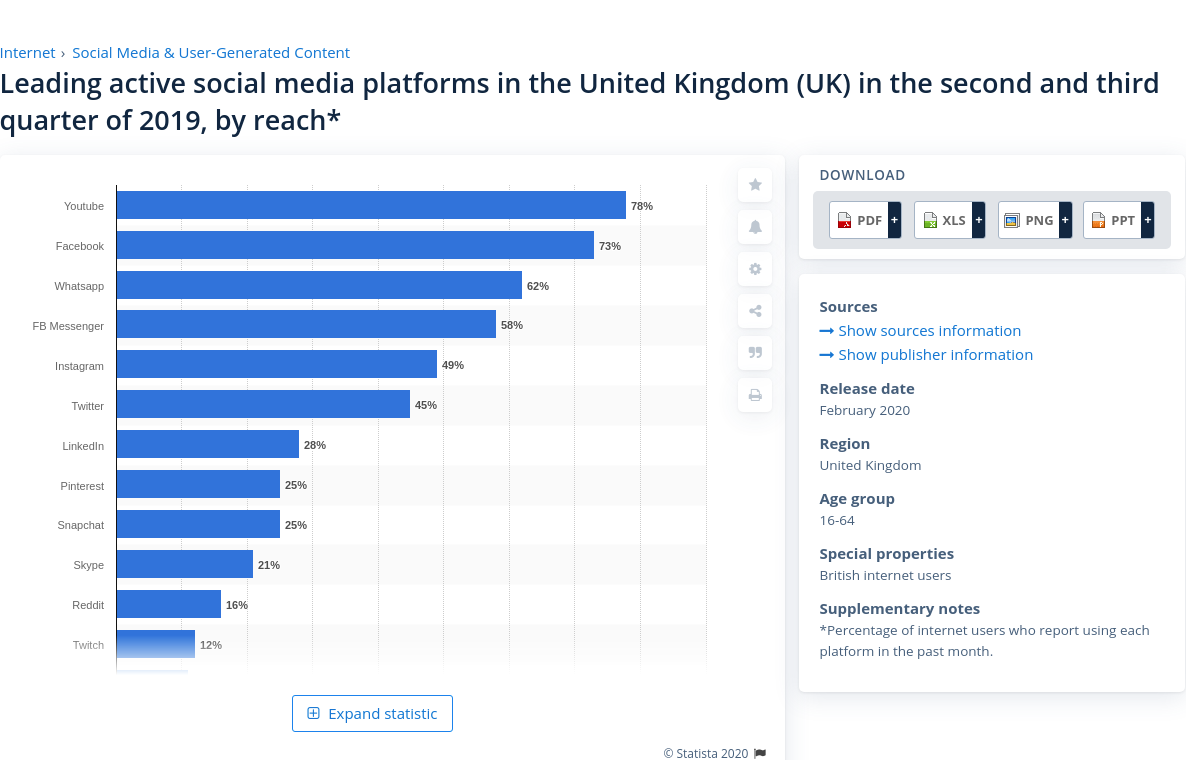 Internet › Social Media & User-Generated Content
Leading active social media platforms in the United Kingdom (UK) in the second and third
quarter of 2019, by reach*
Youtube 78%
Facebook 73%
Whatsapp 62%
FB Messenger 58%
Instagram 49%
Twitter 45%
LinkedIn 28%
Pinterest 25%
Snapchat 25%
Skype 21%
Reddit 16%
Twitch 12%
Expand statistic
© Statista 2020
DOWNLOAD
PDF + XLS + PNG + PPT +
Sources
Show sources information
Show publisher information
Release date
February 2020
Region
United Kingdom
Age group
16-64
Special properties
British internet users
Supplementary notes
*Percentage of internet users who report using each
platform in the past month.